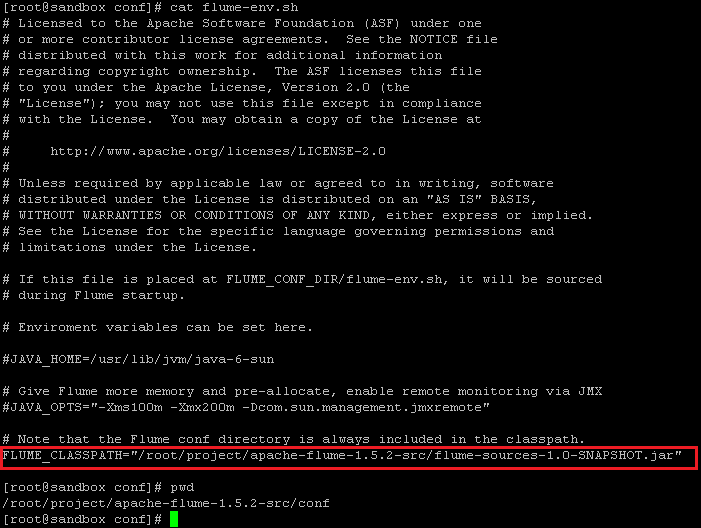 [root@sandbox conf]# cat flume-env.sh
# Licensed to the Apache Software Foundation (ASF) under one
# or more contributor license agreements.  See the NOTICE file
# distributed with this work for additional information
# regarding copyright ownership.  The ASF licenses this file
# to you under the Apache License, Version 2.0 (the
# "License"); you may not use this file except in compliance
# with the License.  You may obtain a copy of the License at
#
#     http://www.apache.org/licenses/LICENSE-2.0
#
# Unless required by applicable law or agreed to in writing, software
# distributed under the License is distributed on an "AS IS" BASIS,
# WITHOUT WARRANTIES OR CONDITIONS OF ANY KIND, either express or implied.
# See the License for the specific language governing permissions and
# limitations under the License.

# If this file is placed at FLUME_CONF_DIR/flume-env.sh, it will be sourced
# during Flume startup.

# Enviroment variables can be set here.

#JAVA_HOME=/usr/lib/jvm/java-6-sun

# Give Flume more memory and pre-allocate, enable remote monitoring via JMX
#JAVA_OPTS="-Xms100m -Xmx200m -Dcom.sun.management.jmxremote"

# Note that the Flume conf directory is always included in the classpath.
FLUME_CLASSPATH="/root/project/apache-flume-1.5.2-src/flume-sources-1.0-SNAPSHOT.jar"

[root@sandbox conf]# pwd
/root/project/apache-flume-1.5.2-src/conf
[root@sandbox conf]#